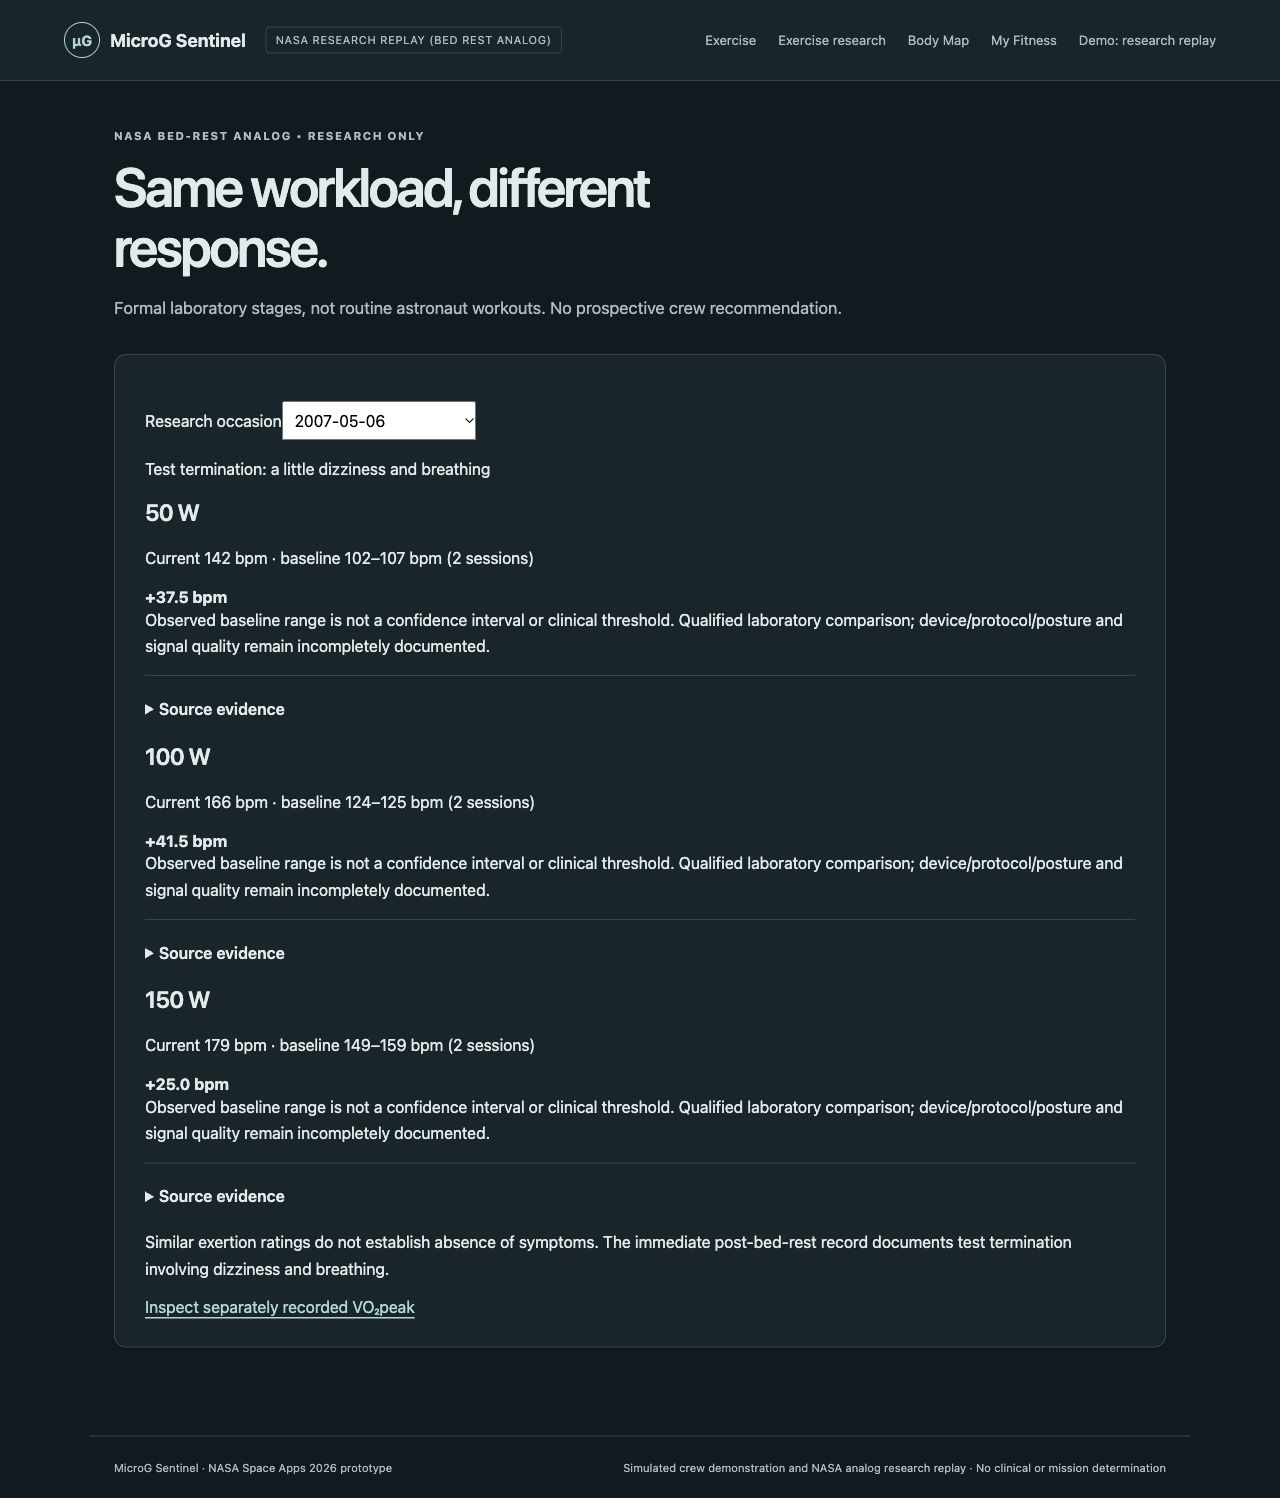 µG MicroG Sentinel NASA RESEARCH REPLAY (BED REST ANALOG) Exercise Exercise research Body Map My Fitness Demo: research replay
NASA BED-REST ANALOG • RESEARCH ONLY
Same workload, different
response.
Formal laboratory stages, not routine astronaut workouts. No prospective crew recommendation.
Research occasion 2007-05-06
Test termination: a little dizziness and breathing
50 W
Current 142 bpm · baseline 102–107 bpm (2 sessions)
+37.5 bpm
Observed baseline range is not a confidence interval or clinical threshold. Qualified laboratory comparison; device/protocol/posture and
signal quality remain incompletely documented.
▶ Source evidence
100 W
Current 166 bpm · baseline 124–125 bpm (2 sessions)
+41.5 bpm
Observed baseline range is not a confidence interval or clinical threshold. Qualified laboratory comparison; device/protocol/posture and
signal quality remain incompletely documented.
▶ Source evidence
150 W
Current 179 bpm · baseline 149–159 bpm (2 sessions)
+25.0 bpm
Observed baseline range is not a confidence interval or clinical threshold. Qualified laboratory comparison; device/protocol/posture and
signal quality remain incompletely documented.
▶ Source evidence
Similar exertion ratings do not establish absence of symptoms. The immediate post-bed-rest record documents test termination
involving dizziness and breathing.
Inspect separately recorded VO₂peak
MicroG Sentinel · NASA Space Apps 2026 prototype Simulated crew demonstration and NASA analog research replay · No clinical or mission determination